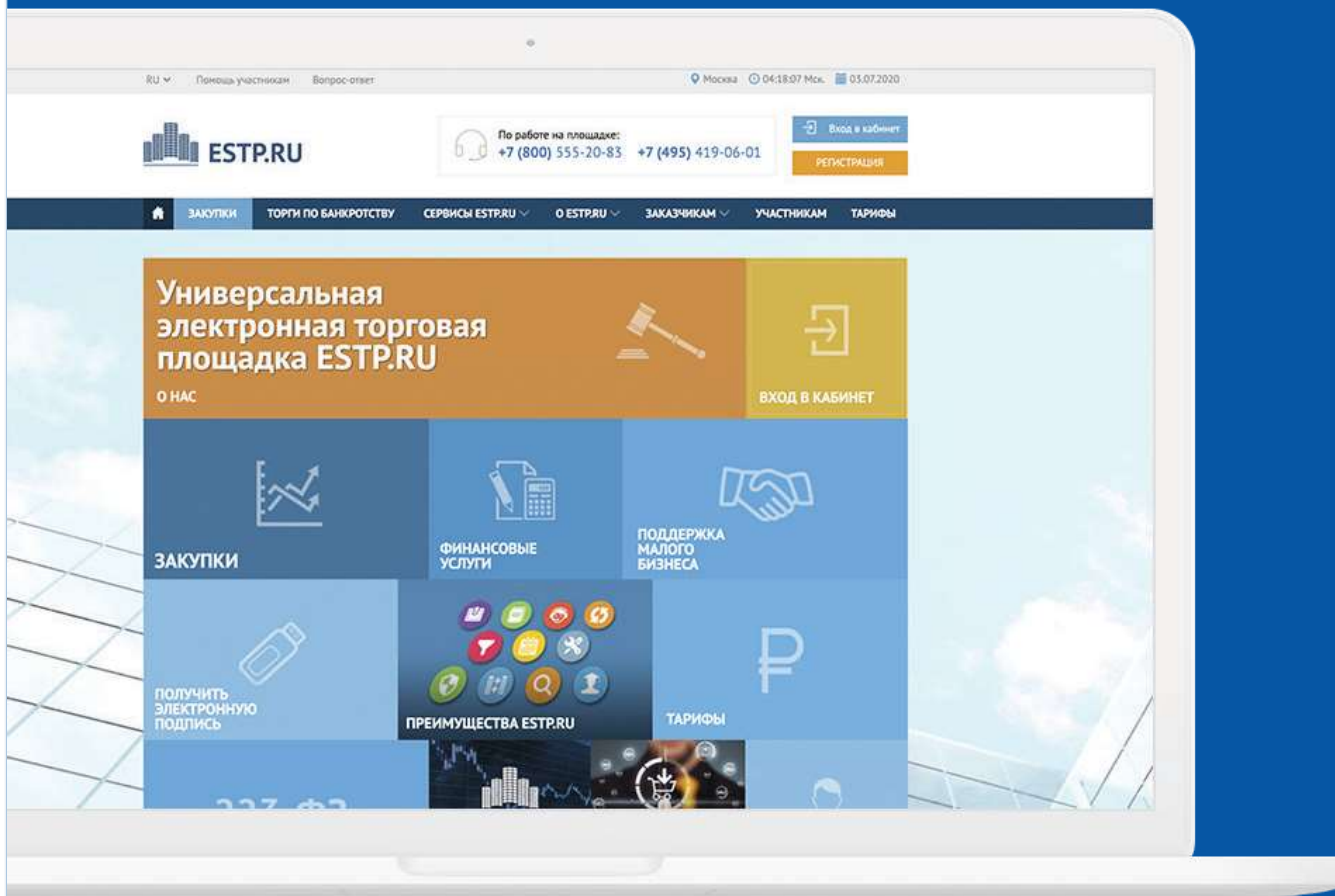 RU
Помощь участникам
Вопрос-ответ
Москва
04:18:07 Мск.
03.07.2020
ESTP.RU
По работе на площадке:
+7 (800) 555-20-83 +7 (495) 419-06-01
Вход в кабинет
РЕГИСТРАЦИЯ
ЗАКУПКИ
ТОРГИ ПО БАНКРОТСТВУ
СЕРВИСЫ ESTP.RU
О ESTP.RU
ЗАКАЗЧИКАМ
УЧАСТНИКАМ
ТАРИФЫ
Универсальная
электронная торговая
площадка ESTP.RU
О НАС
ВХОД В КАБИНЕТ
ЗАКУПКИ
ФИНАНСОВЫЕ
УСЛУГИ
ПОДДЕРЖКА
МАЛОГО
БИЗНЕСА
ПОЛУЧИТЬ
ЭЛЕКТРОННУЮ
ПОДПИСЬ
ПРЕИМУЩЕСТВА ESTP.RU
ТАРИФЫ
223-ФЗ